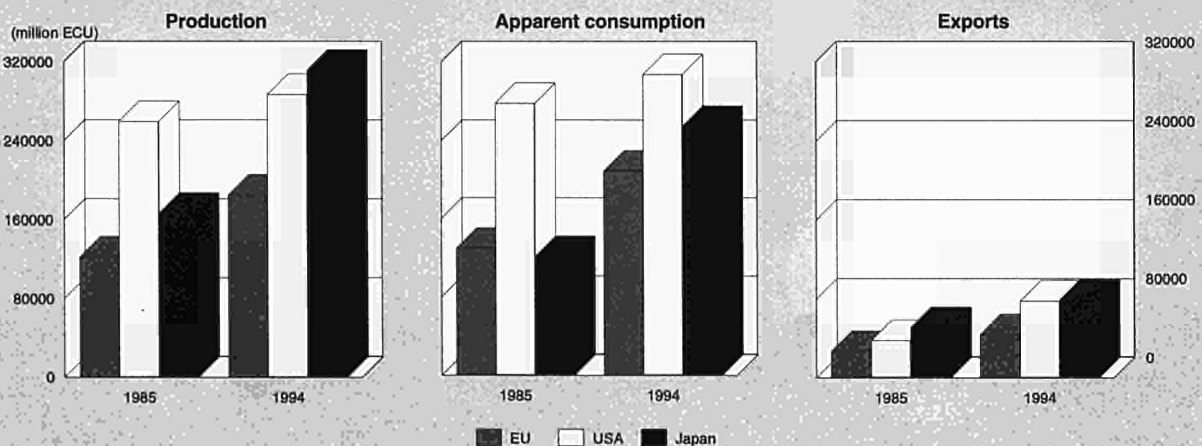 Production
Apparent consumption
Exports
(million ECU)
320000
240000
160000
80000
0
320000
240000
160000
80000
0
1985
1994
1985
1994
1985
1994
EU
USA
Japan